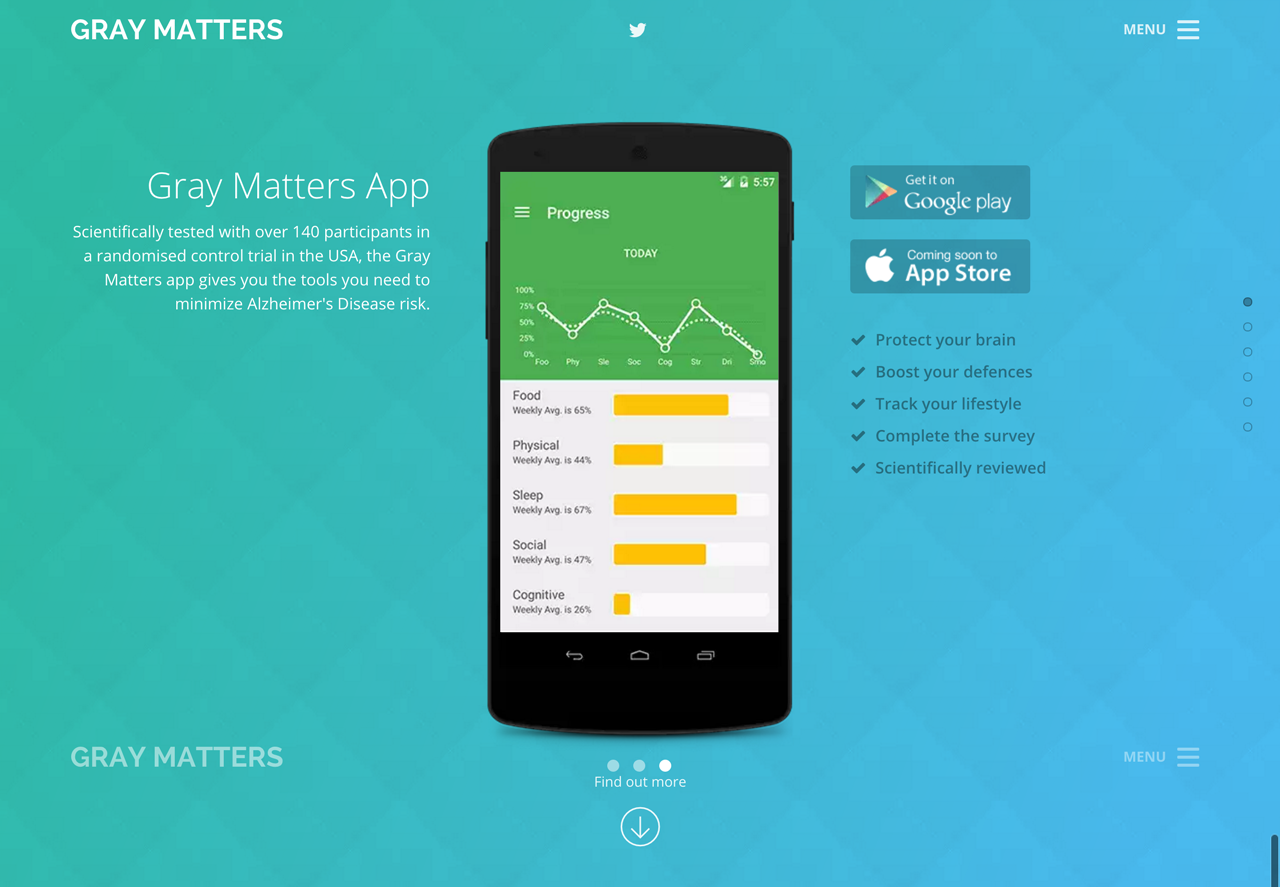 GRAY MATTERS
MENU
Gray Matters App
Scientifically tested with over 140 participants in
a randomised control trial in the USA, the Gray
Matters app gives you the tools you need to
minimize Alzheimer's Disease risk.
3G 5:57
Progress
TODAY
100%
75%
50%
25%
0%
Foo Phy Sle Soc Cog Str Dri Smo
Food
Weekly Avg. is 65%
Physical
Weekly Avg. is 44%
Sleep
Weekly Avg. is 67%
Social
Weekly Avg. is 47%
Cognitive
Weekly Avg. is 26%
Get it on
Google play
Coming soon to
App Store
Protect your brain
Boost your defences
Track your lifestyle
Complete the survey
Scientifically reviewed
GRAY MATTERS
MENU
Find out more